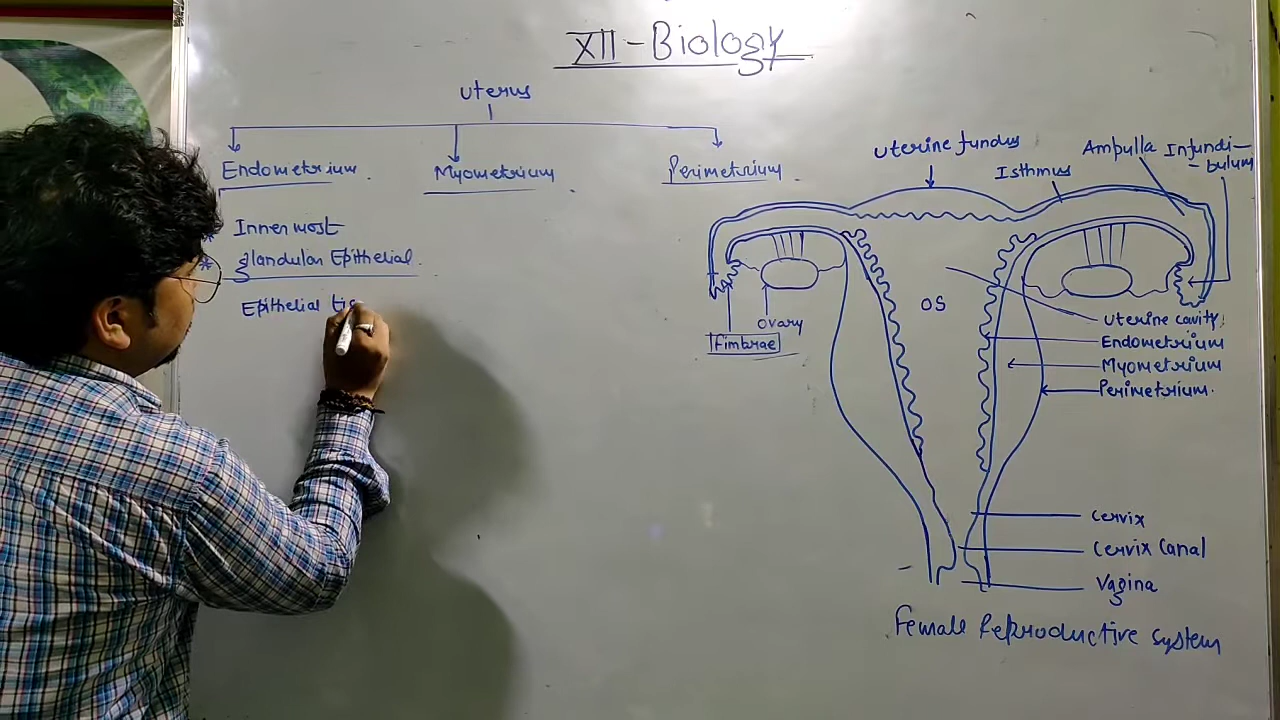 XII - Biology
uterus
Endometrium.
Myometrium.
Perimetrium.
* Innermost
* glandular Epithelial.
Epithelial tis
uterine fundus
Isthmus
Ampulla
Infundi-
-bulum
ovary
fimbrae
OS
uterine cavity
Endometrium
Myometrium
Perimetrium.
cervix
cervix canal
Vagina
Female Reproductive system